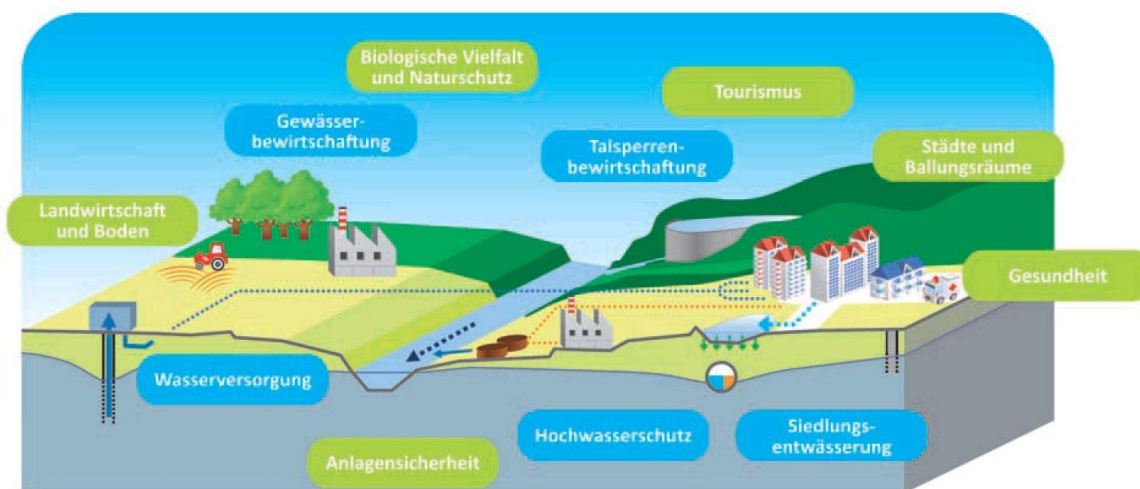 Biologische Vielfalt
und Naturschutz
Tourismus
Gewässer-
bewirtschaftung
Talsperren-
bewirtschaftung
Städte und
Ballungsräume
Landwirtschaft
und Boden
Gesundheit
Wasserversorgung
Hochwasserschutz
Siedlungs-
entwässerung
Anlagensicherheit